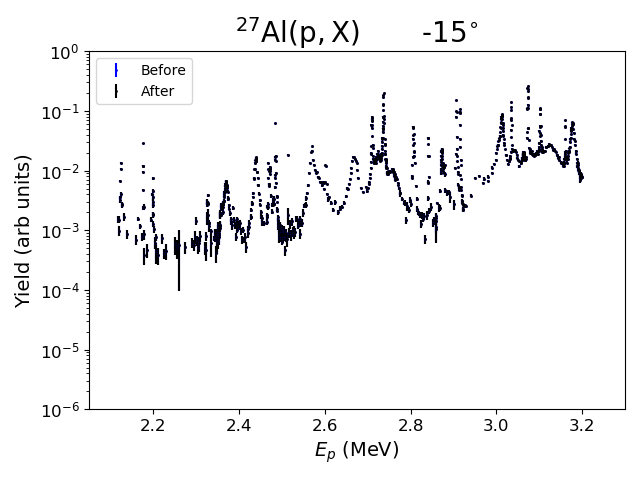 ²⁷Al(p, X) -15°
Before
After
10⁰
10⁻¹
10⁻²
10⁻³
10⁻⁴
10⁻⁵
10⁻⁶
Yield (arb units)
2.2 2.4 2.6 2.8 3.0 3.2
Eₚ (MeV)